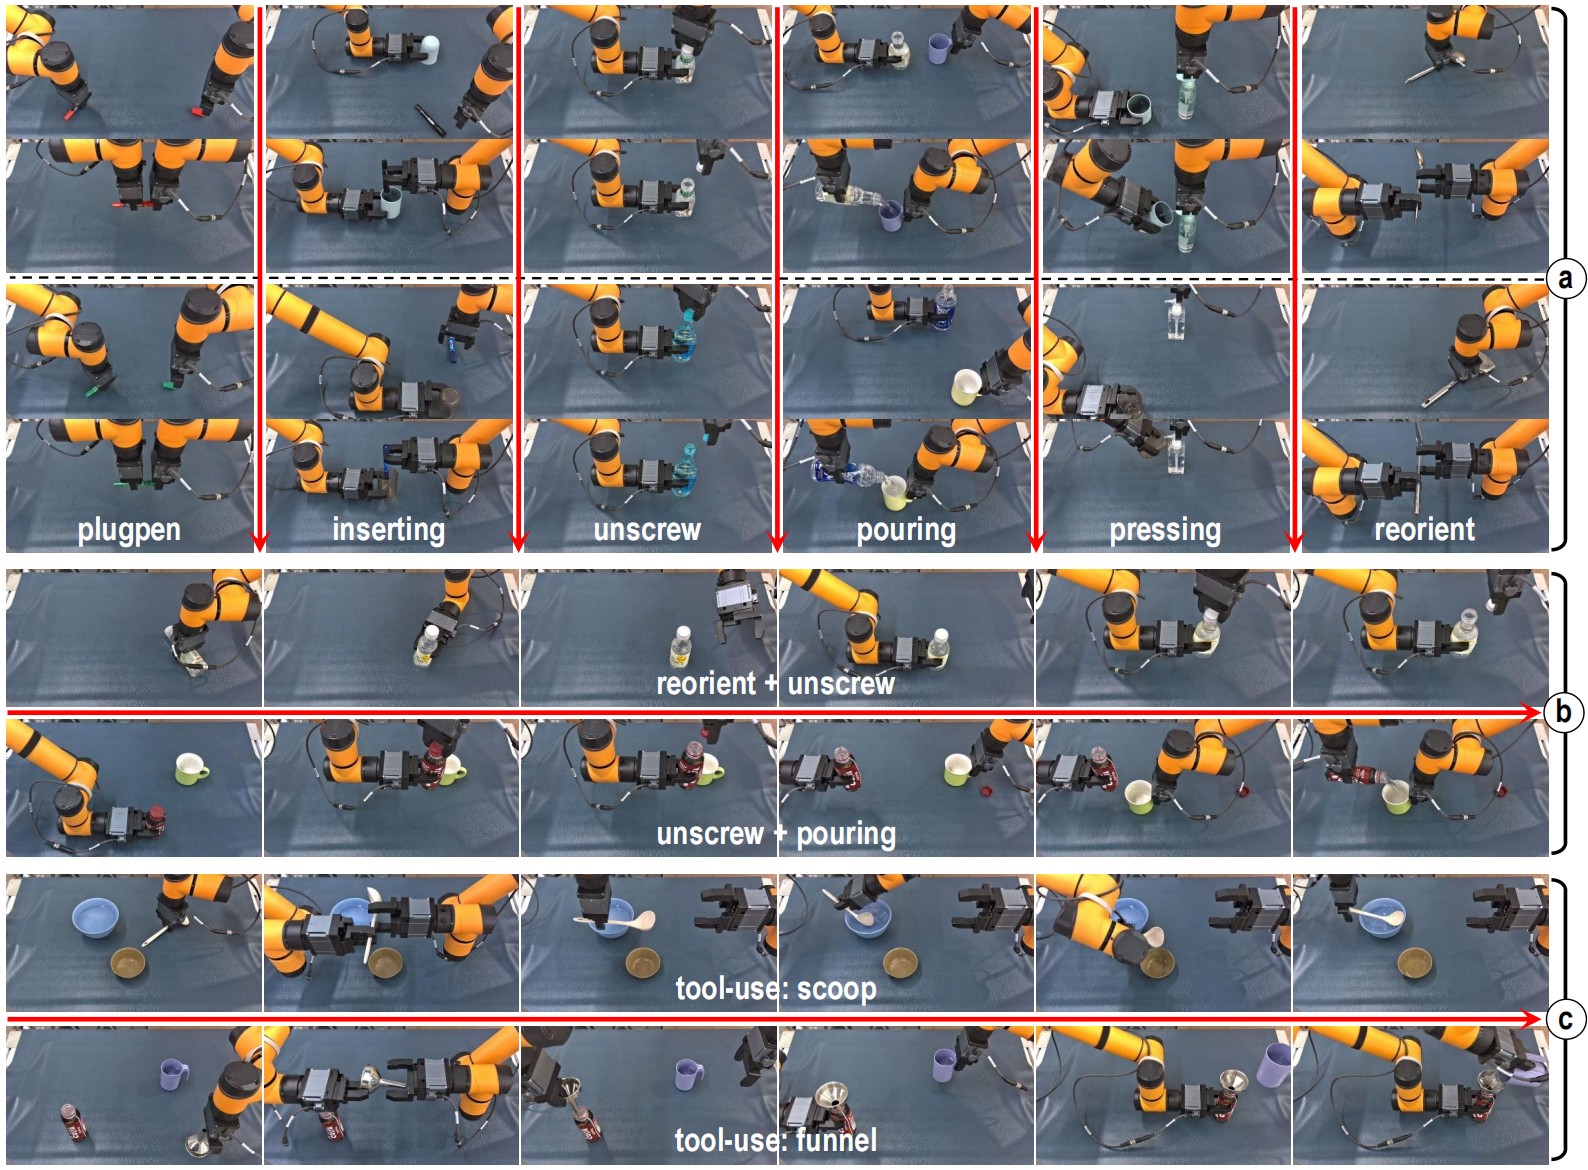 plugpen inserting unscrew pouring pressing reorient
a
reorient + unscrew
b
unscrew + pouring
tool-use: scoop
c
tool-use: funnel